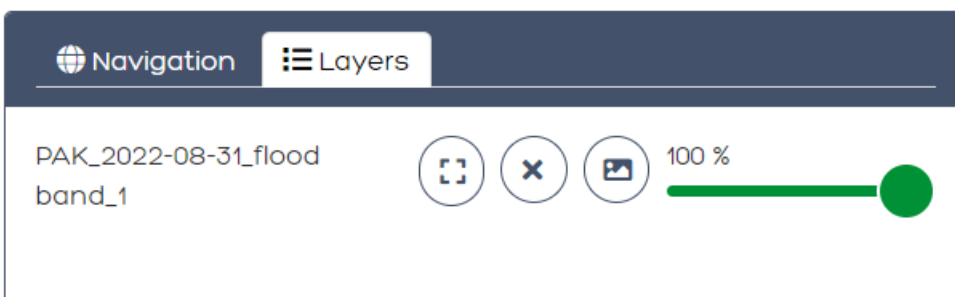 Navigation
Layers
PAK_2022-08-31_flood
band_1
100 %